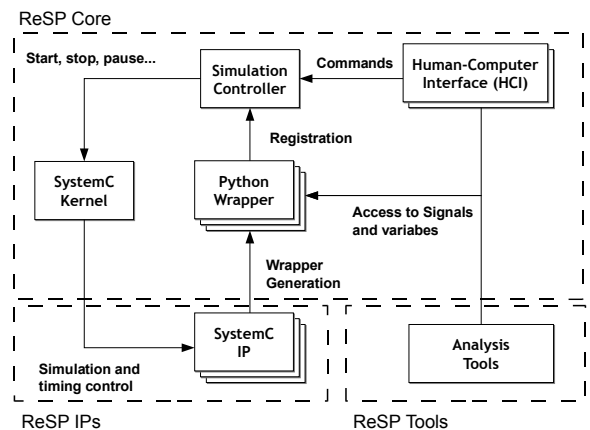 ReSP Core
Start, stop, pause...
Simulation
Controller
Commands
Human-Computer
Interface (HCI)
Registration
SystemC
Kernel
Python
Wrapper
Access to Signals
and variabes
Wrapper
Generation
SystemC
IP
Analysis
Tools
Simulation and
timing control
ReSP IPs
ReSP Tools